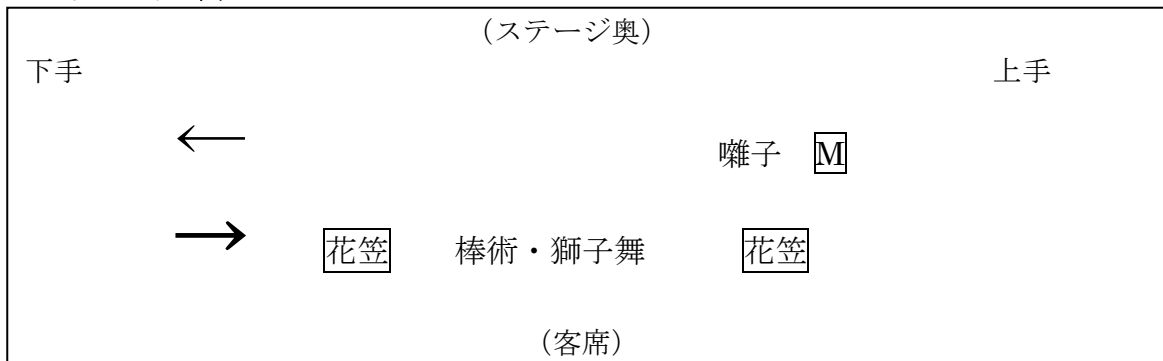 （ステージ奥）
下手 上手
← 囃子 M
→ 花笠 棒術・獅子舞 花笠
（客席）